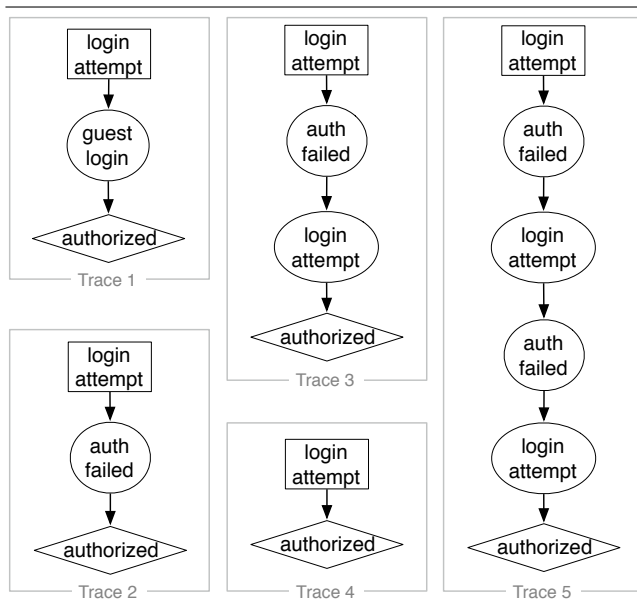 login
attempt
guest
login
authorized
Trace 1
login
attempt
auth
failed
authorized
Trace 2
login
attempt
auth
failed
login
attempt
authorized
Trace 3
login
attempt
authorized
Trace 4
login
attempt
auth
failed
login
attempt
auth
failed
login
attempt
authorized
Trace 5